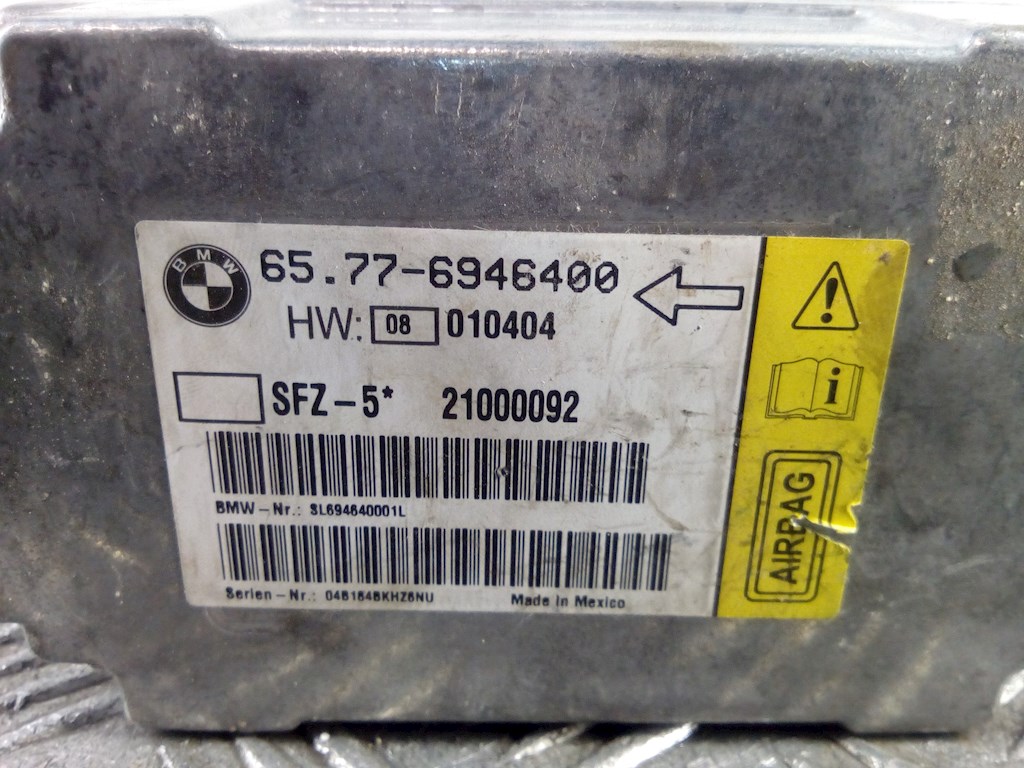 BMW
65.77-6946400
HW: 08 010404
SFZ-5* 21000092
BMW-Nr.: SL694640001L
Serien-Nr.: Made In Mexico
i
AIRBAG